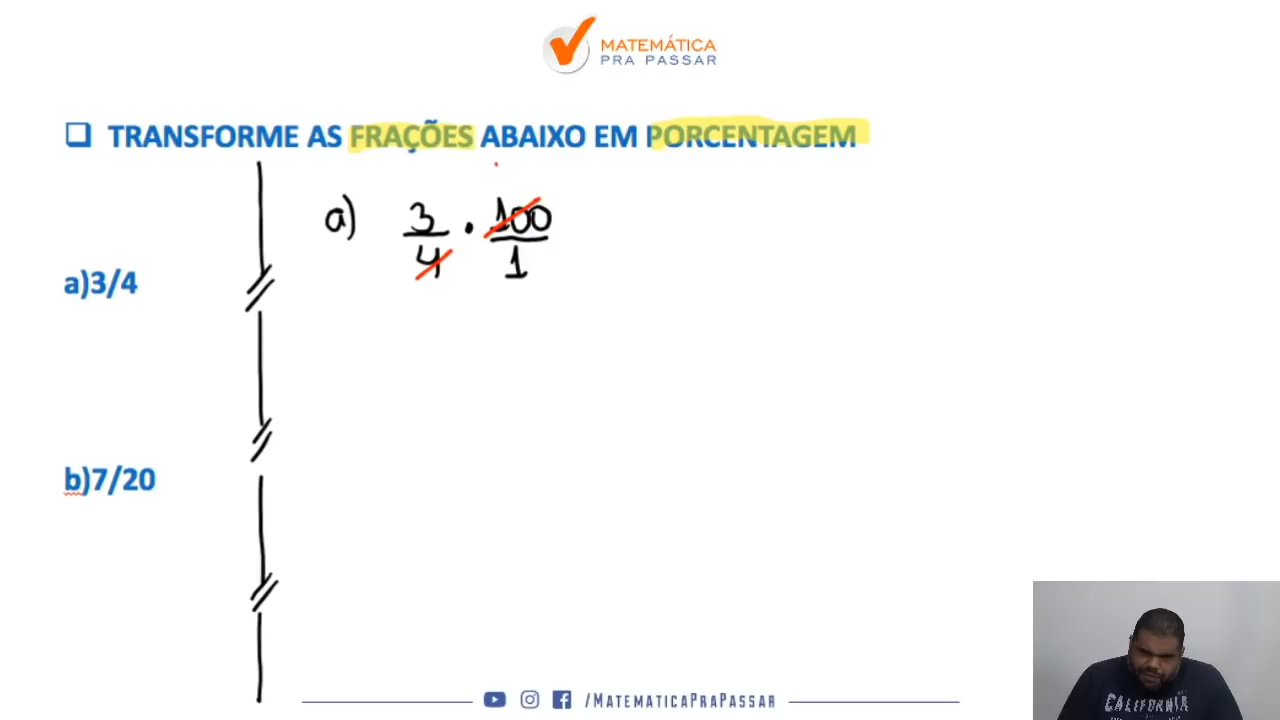 MATEMÁTICA
PRA PASSAR
TRANSFORME AS FRAÇÕES ABAIXO EM PORCENTAGEM
a) 3/4 · 100/1
a)3/4
b)7/20
/MATEMATICAPRAPASSAR
CALIFORNIA